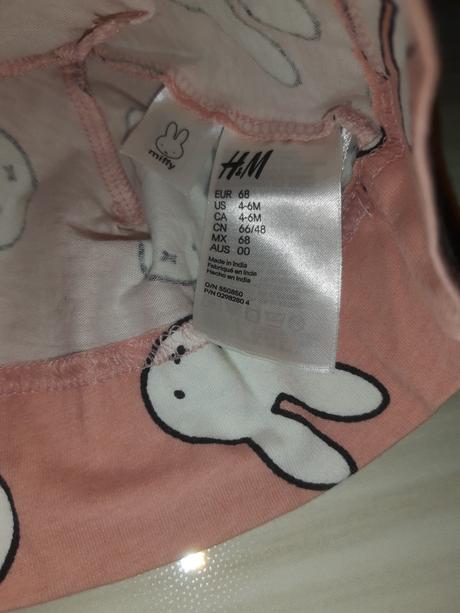 miffy
H&M
EUR 68
US 4-6M
CA 4-6M
CN 66/48
MX 68
AUS 00
Made in India
Fabriqué en Inde
Hecho en India
O/N 550850
P/N 0298280 4